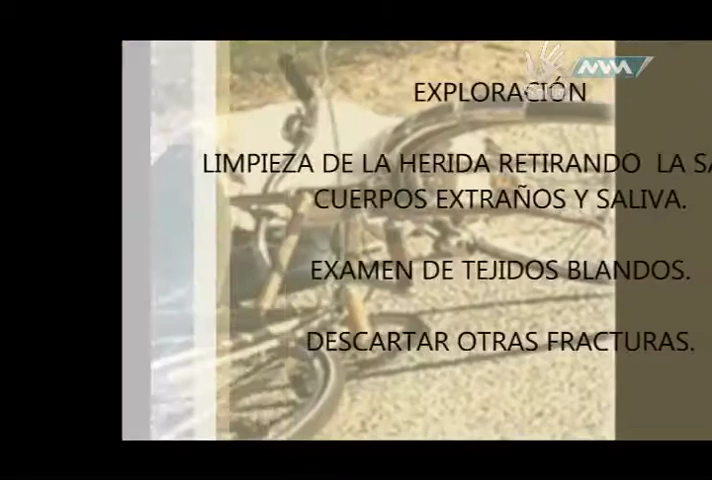 EXPLORACIÓN
LIMPIEZA DE LA HERIDA RETIRANDO LA
CUERPOS EXTRAÑOS Y SALIVA.
EXAMEN DE TEJIDOS BLANDOS.
DESCARTAR OTRAS FRACTURAS.